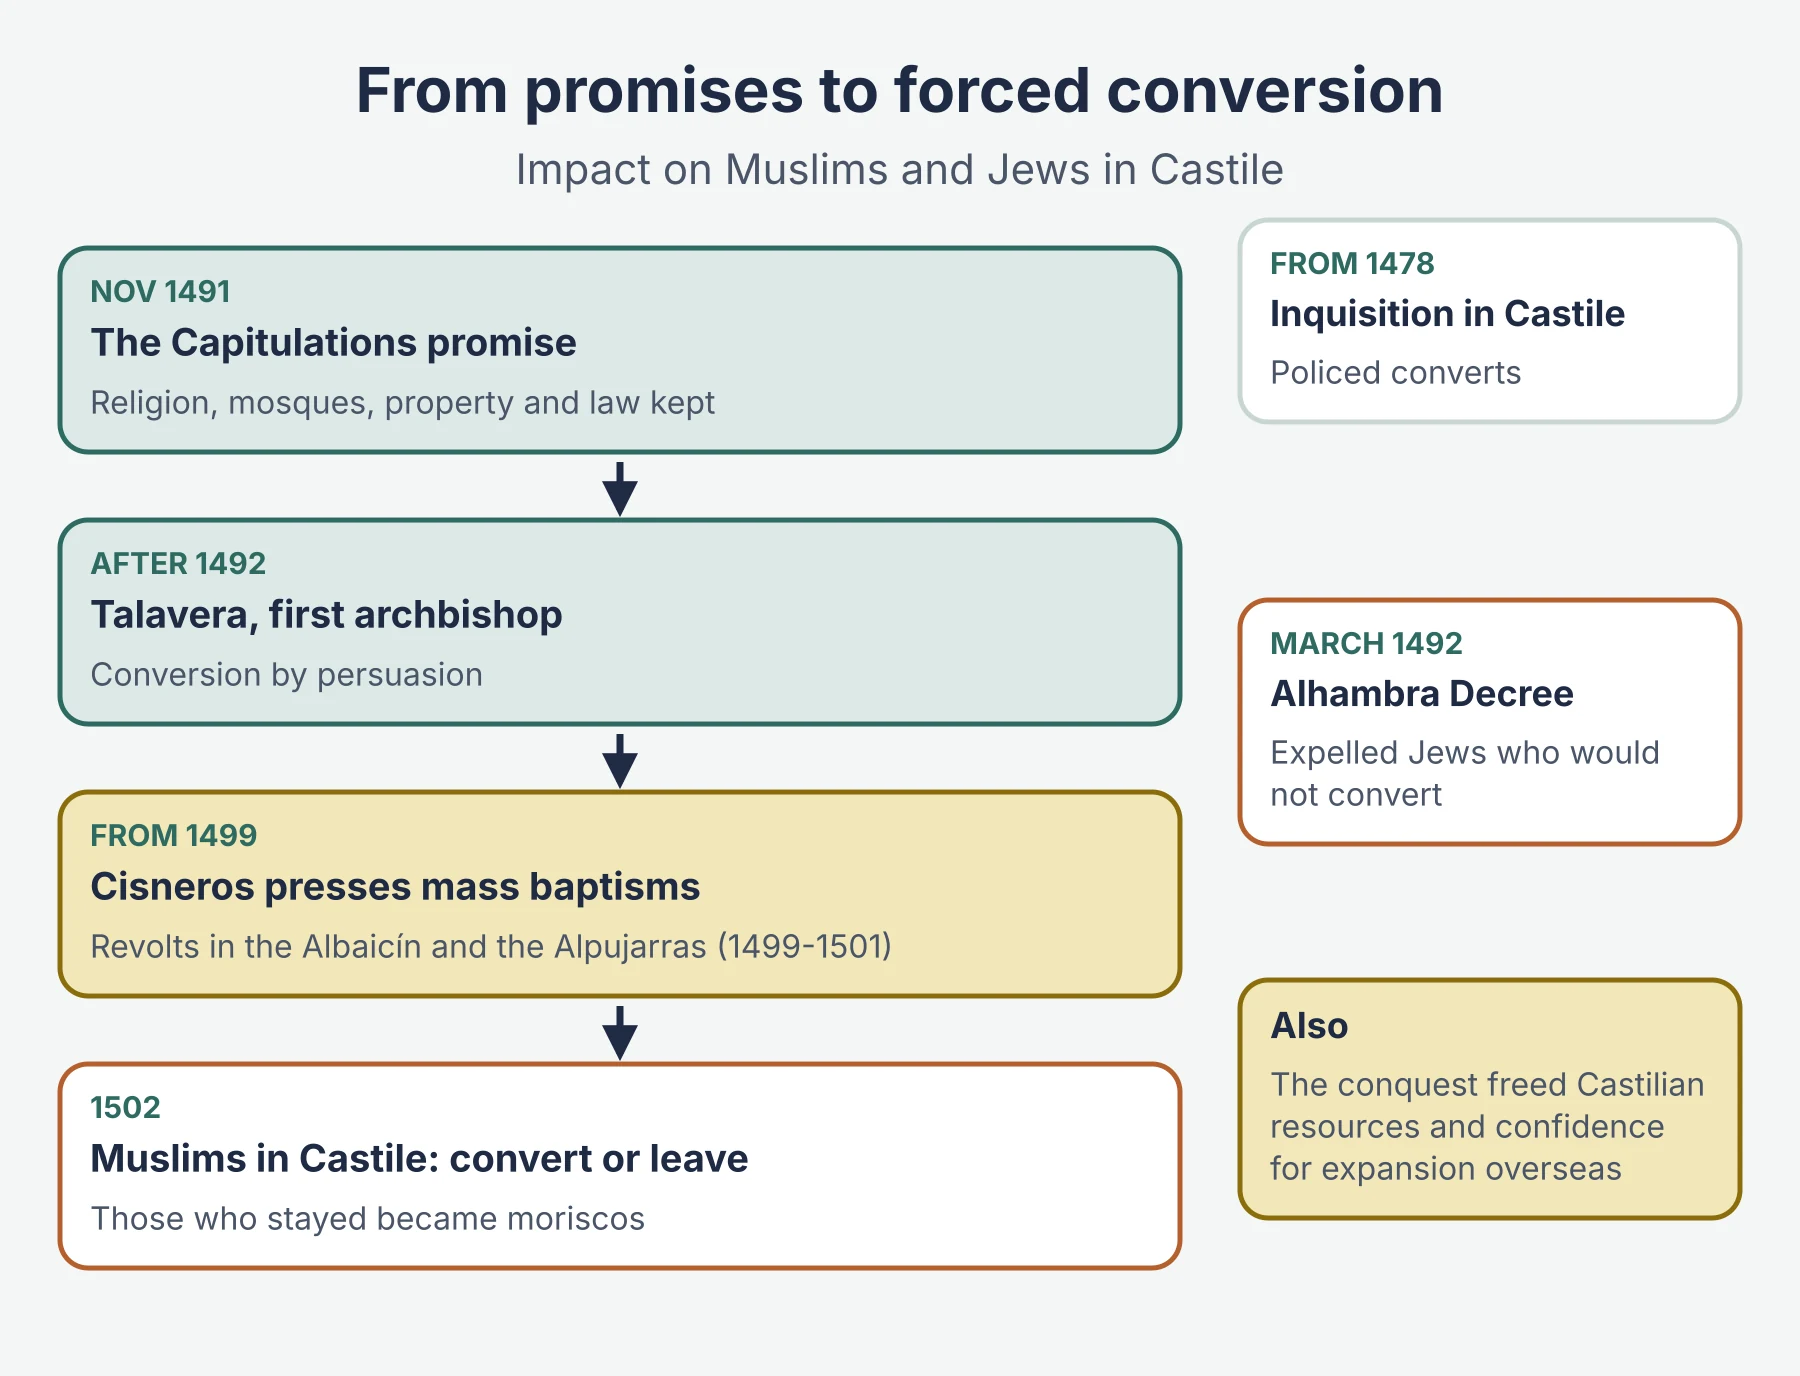 From promises to forced conversion
Impact on Muslims and Jews in Castile
NOV 1491
The Capitulations promise
Religion, mosques, property and law kept
AFTER 1492
Talavera, first archbishop
Conversion by persuasion
FROM 1499
Cisneros presses mass baptisms
Revolts in the Albaicín and the Alpujarras (1499-1501)
1502
Muslims in Castile: convert or leave
Those who stayed became moriscos
FROM 1478
Inquisition in Castile
Policed converts
MARCH 1492
Alhambra Decree
Expelled Jews who would
not convert
Also
The conquest freed Castilian
resources and confidence
for expansion overseas